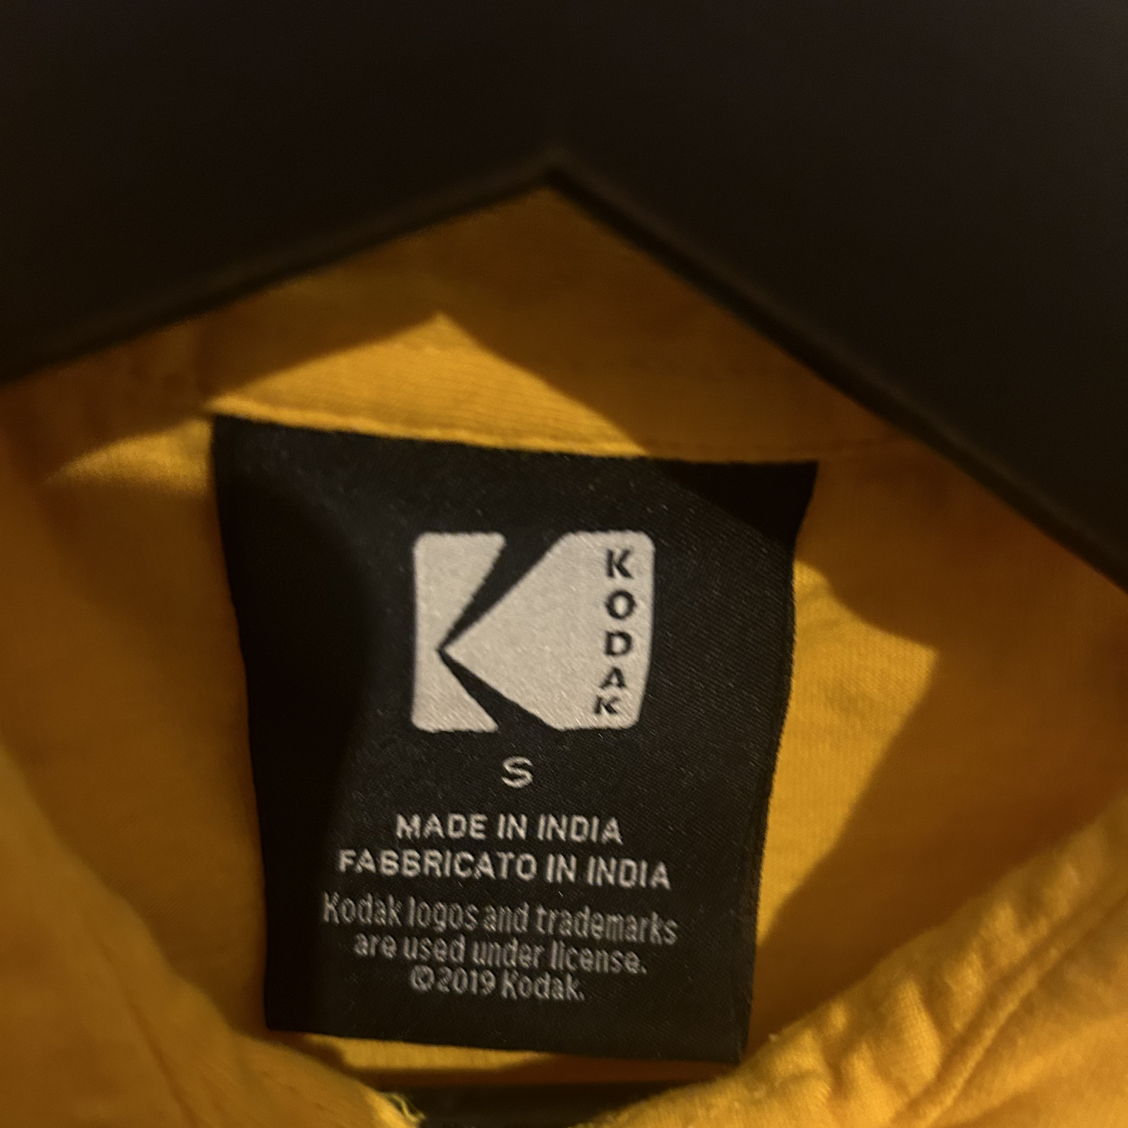 KODAK
S
MADE IN INDIA
FABBRICATO IN INDIA
Kodak logos and trademarks
are used under license.
©2019 Kodak.